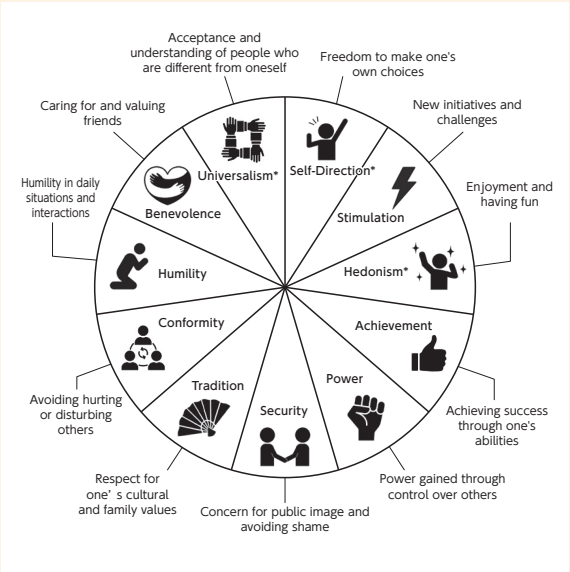 Acceptance and
understanding of people who
are different from oneself
Freedom to make one's
own choices
Caring for and valuing
friends
New initiatives and
challenges
Humility in daily
situations and
interactions
Enjoyment and
having fun
Universalism*
Self-Direction*
Benevolence
Stimulation
Humility
Hedonism*
Conformity
Achievement
Tradition
Power
Security
Avoiding hurting
or disturbing
others
Achieving success
through one's
abilities
Respect for
one’ s cultural
and family values
Power gained through
control over others
Concern for public image and
avoiding shame